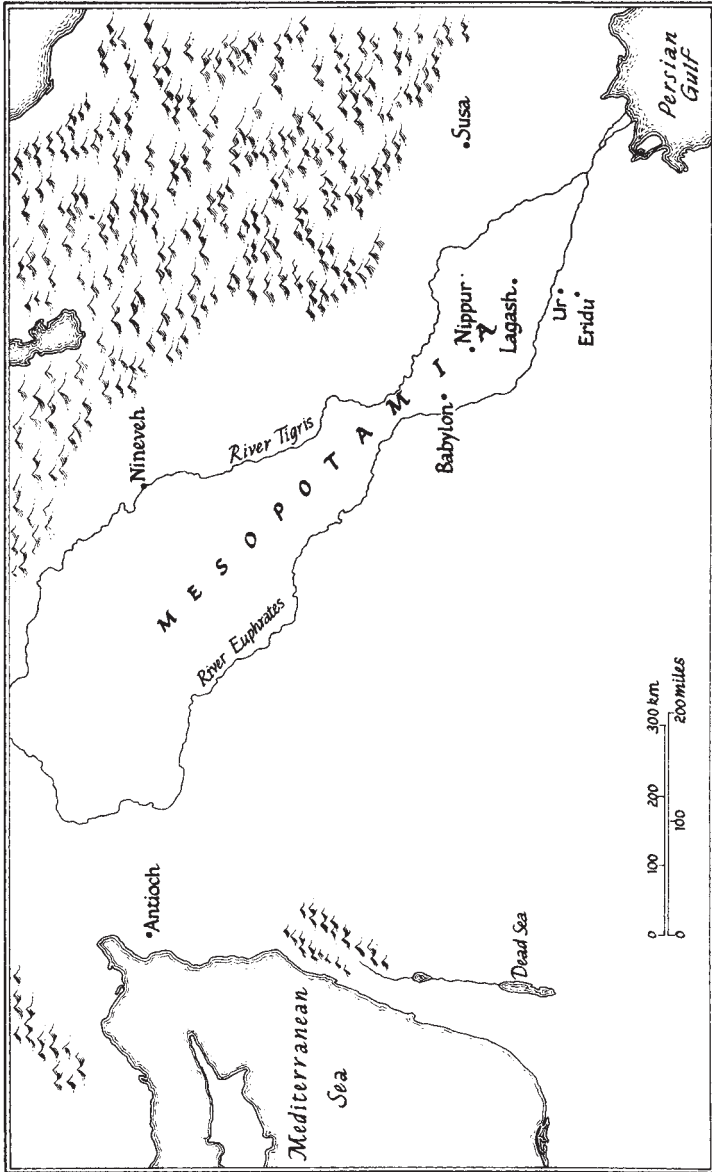 Mediterranean
Sea
Antioch
Dead Sea
0 100 200 300 km
0 100 200 miles
River Euphrates
M E S O P O T A M I A
River Tigris
Nineveh
Babylon
Nippur
Lagash
Ur
Eridu
Susa
Persian
Gulf